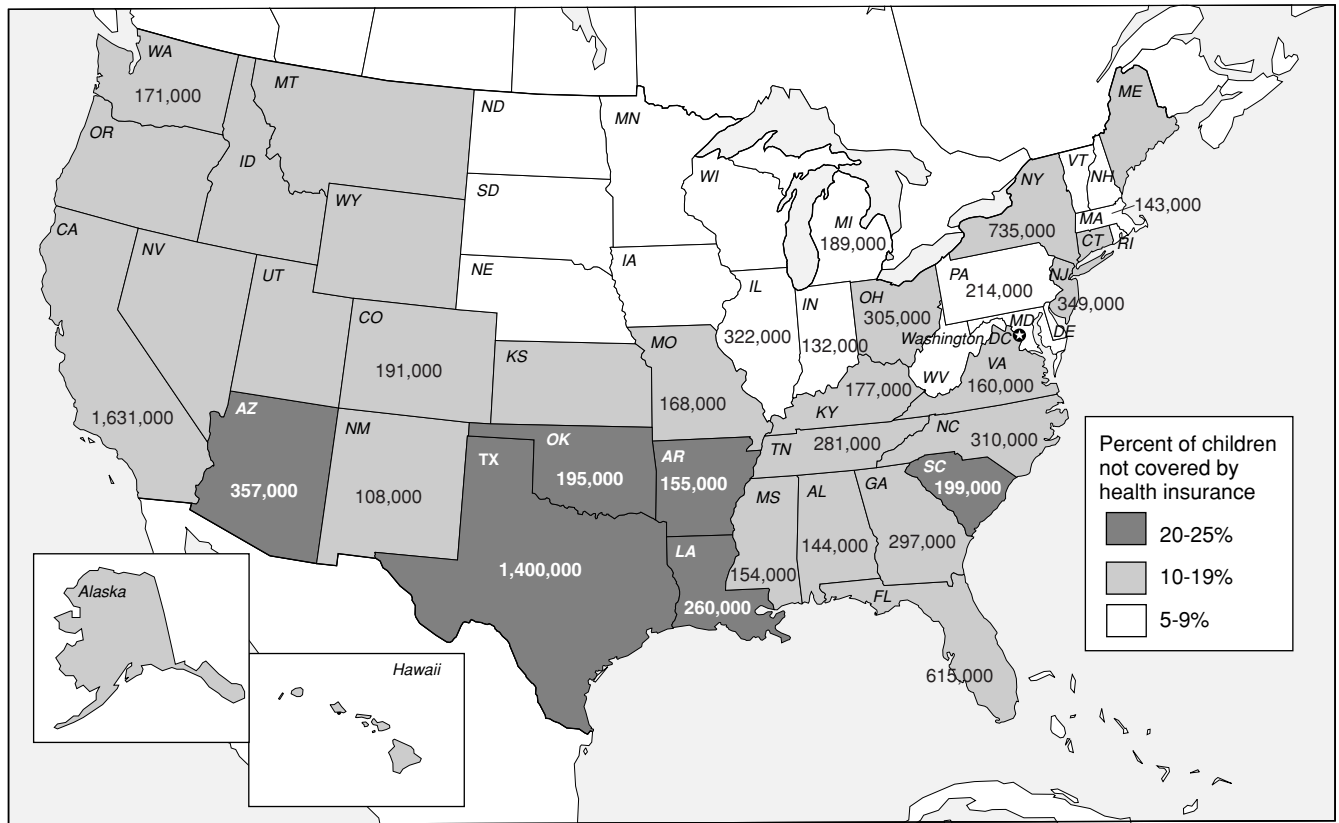 WA
171,000
MT
ND
MN
ME
OR
ID
SD
WI
VT
NH
NY
WY
MI
189,000
735,000
MA
143,000
CA
NV
UT
NE
IA
CT
RI
CO
191,000
IL
322,000
IN
132,000
OH
305,000
PA
214,000
NJ
349,000
KS
MO
168,000
Washington DC
MD
DE
WV
VA
160,000
177,000
KY
1,631,000
AZ
357,000
NM
108,000
TX
1,400,000
OK
195,000
AR
155,000
TN
281,000
NC
310,000
SC
199,000
MS
154,000
AL
144,000
GA
297,000
LA
260,000
FL
615,000
Alaska
Hawaii
Percent of children
not covered by
health insurance
20-25%
10-19%
5-9%